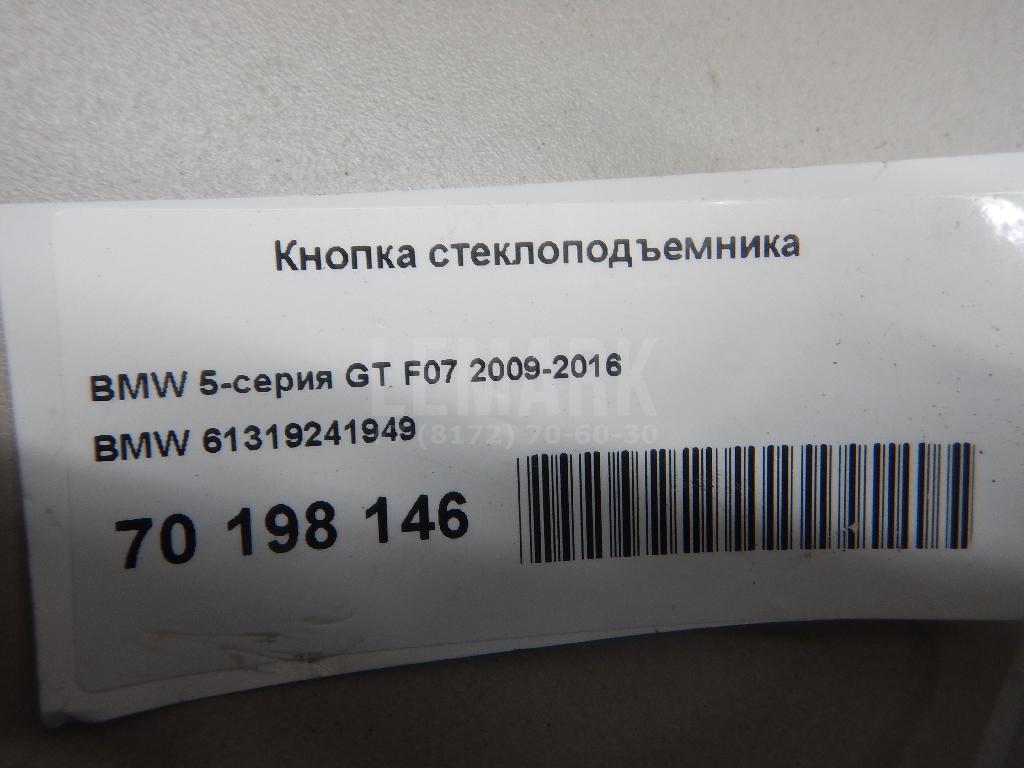 Кнопка стеклоподъемника
LEMARK
BMW 5-серия GT F07 2009-2016
(8172) 70-60-30
BMW 61319241949
70 198 146